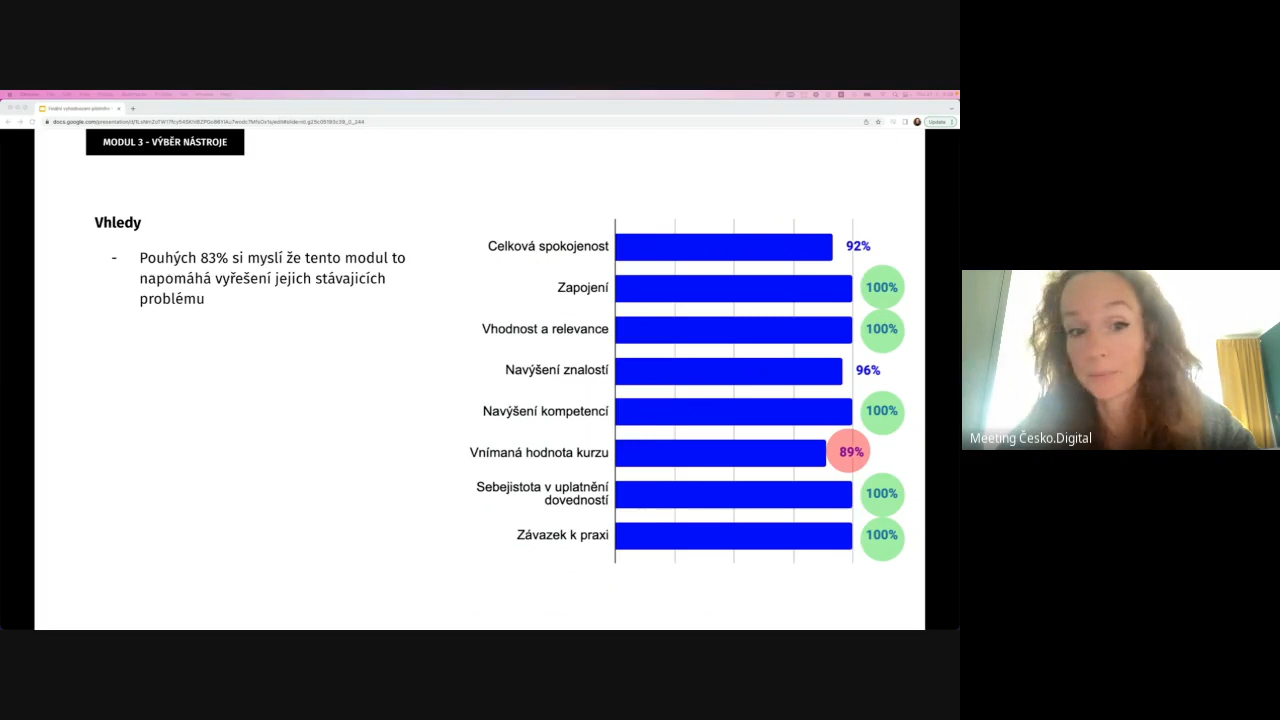 MODUL 3 - VÝBĚR NÁSTROJE
Vhledy
- Pouhých 83% si myslí že tento modul to
napomáhá vyřešení jejich stávajících
problému
Celková spokojenost 92%
Zapojení 100%
Vhodnost a relevance 100%
Navýšení znalostí 96%
Navýšení kompetencí 100%
Vnímaná hodnota kurzu 89%
Sebejistota v uplatnění
dovedností 100%
Závazek k praxi 100%
Meeting Česko.Digital
Update